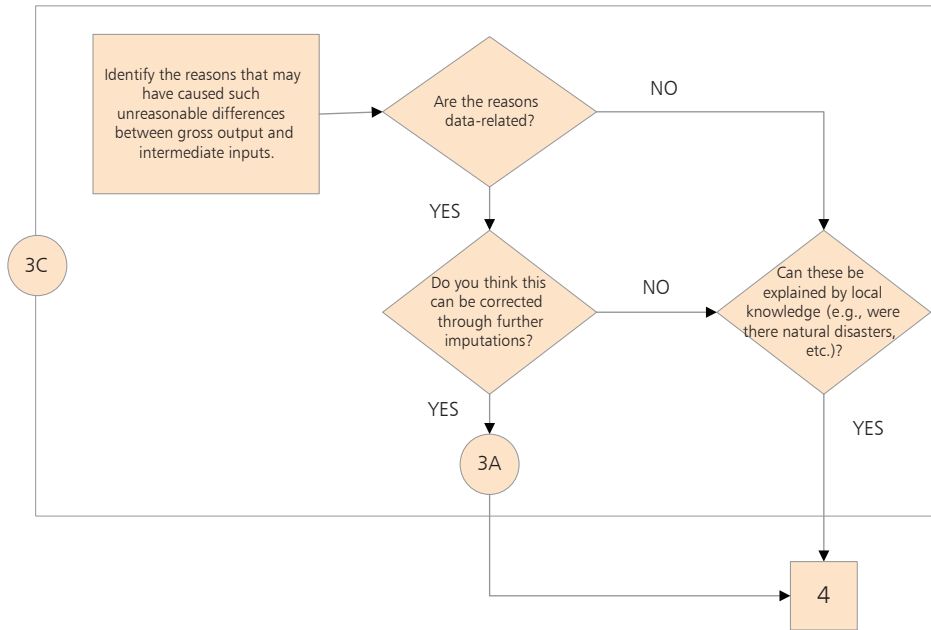 Identify the reasons that may
have caused such
unreasonable differences
between gross output and
intermediate inputs.
Are the reasons
data-related?
NO
YES
3C
Do you think this
can be corrected
through further
imputations?
NO
Can these be
explained by local
knowledge (e.g., were
there natural disasters,
etc.)?
YES
YES
3A
4